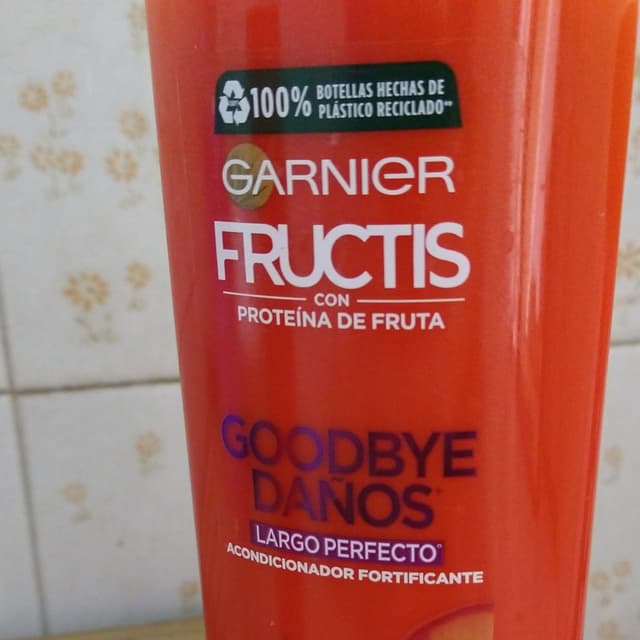 100% BOTELLAS HECHAS DE
PLÁSTICO RECICLADO**
GARNIER
FRUCTIS
CON
PROTEÍNA DE FRUTA
GOODBYE
DAÑOS*
LARGO PERFECTO°
ACONDICIONADOR FORTIFICANTE